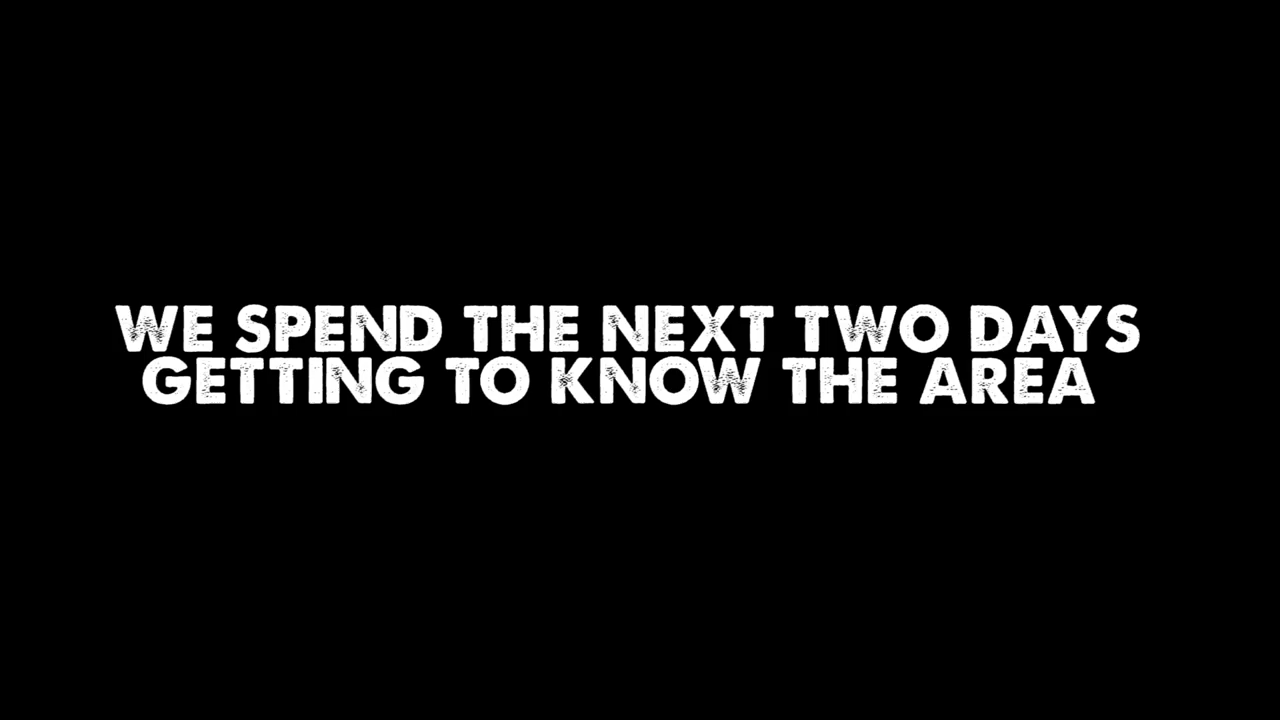 WE SPEND THE NEXT TWO DAYS
GETTING TO KNOW THE AREA